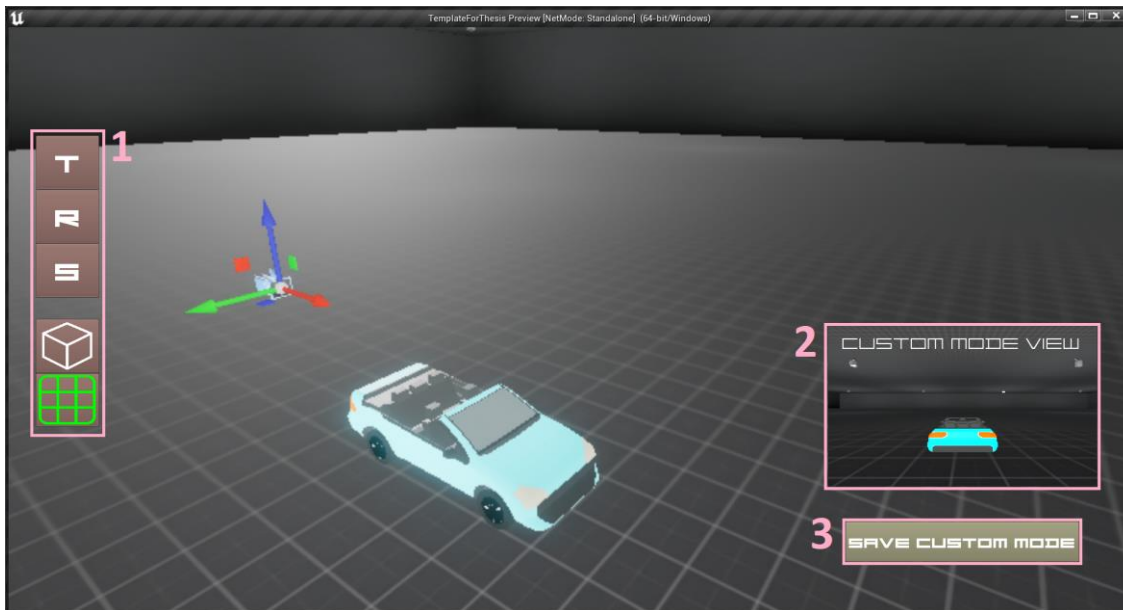 TemplateForThesis Preview [NetMode: Standalone] (64-bit/Windows)
1
T
R
S
2
CUSTOM MODE VIEW
3
SAVE CUSTOM MODE